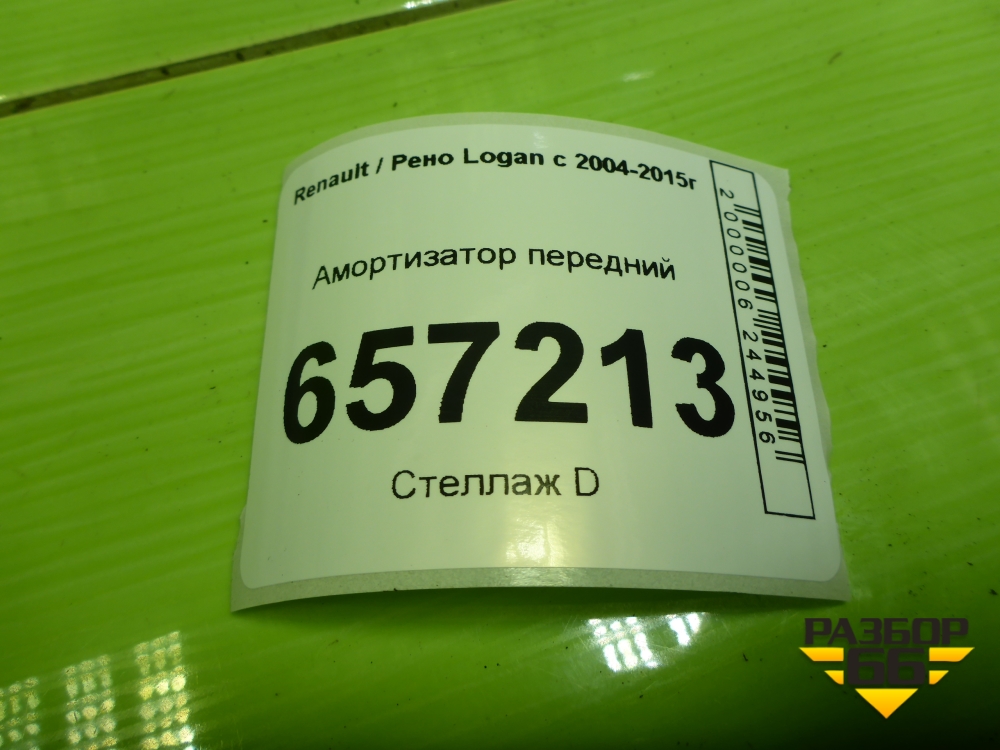 Renault / Рено Logan с 2004-2015г
Амортизатор передний
657213
Стеллаж D
2000006244956
РАЗБОР
66